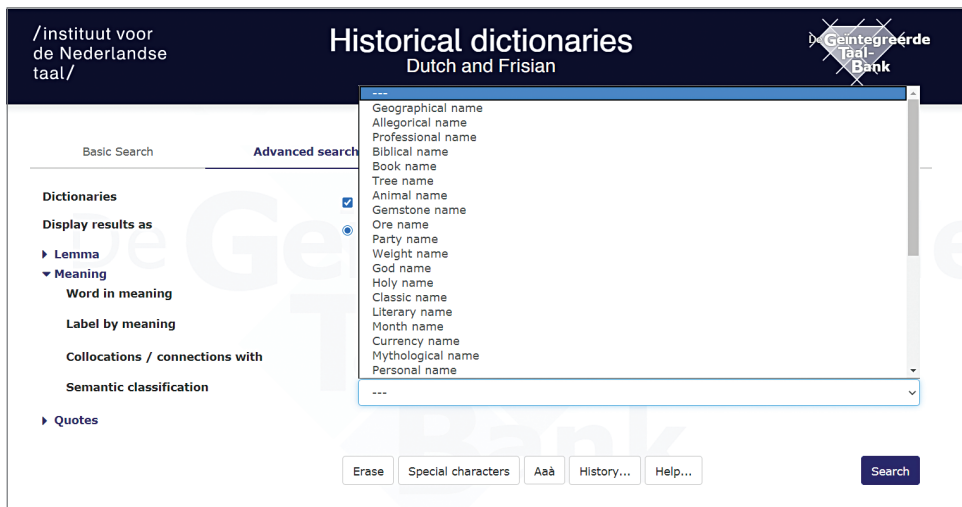 /instituut voor
de Nederlandse
taal/
Historical dictionaries
Dutch and Frisian
De Geïntegreerde
Taal-
Bank
Basic Search
Advanced search
Dictionaries
Display results as
Lemma
Meaning
Word in meaning
Label by meaning
Collocations / connections with
Semantic classification
Quotes
---
Geographical name
Allegorical name
Professional name
Biblical name
Book name
Tree name
Animal name
Gemstone name
Ore name
Party name
Weight name
God name
Holy name
Classic name
Literary name
Month name
Currency name
Mythological name
Personal name
---
Erase
Special characters
Aaà
History...
Help...
Search